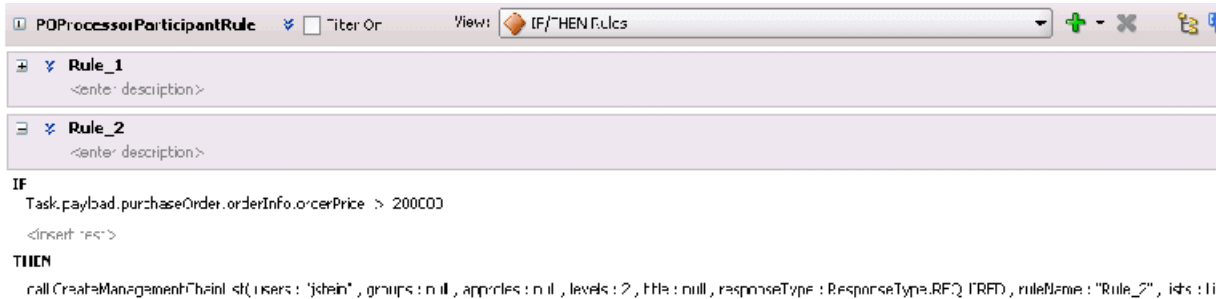 POProcessorParticipantRule Filter On View: IF/THEN Rules
Rule_1
<enter description>
Rule_2
<enter description>
IF
Task.payload.purchaseOrder.orderInfo.orderPrice > 200000
<insert test>
THEN
call CreateManagementChainList( users : "jstein" , groups : null , approles : null , levels : 2 , title : null , responseType : ResponseType.REQUIRED , ruleName : "Rule_2" , lists : Li